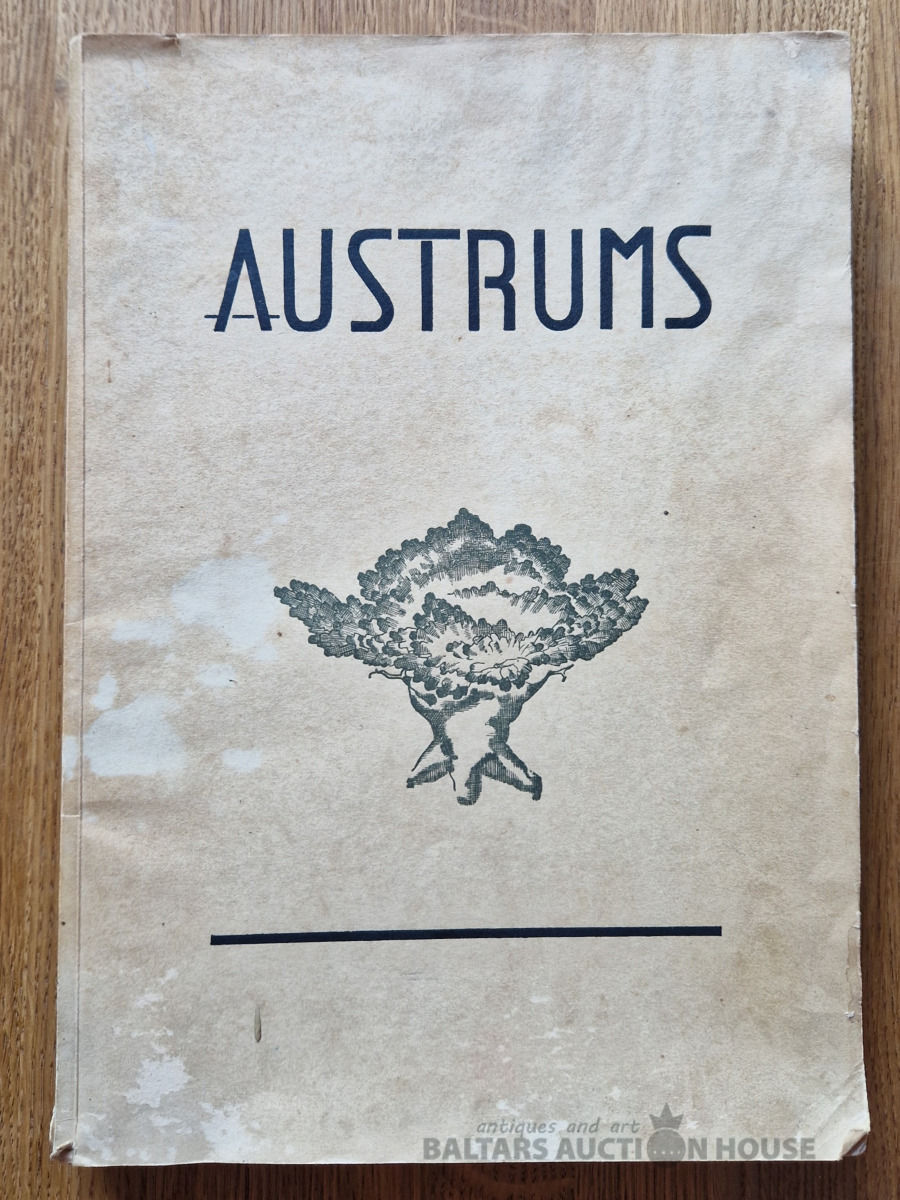 AUSTRUMS
antiques and art
BALTARS AUCTION HOUSE